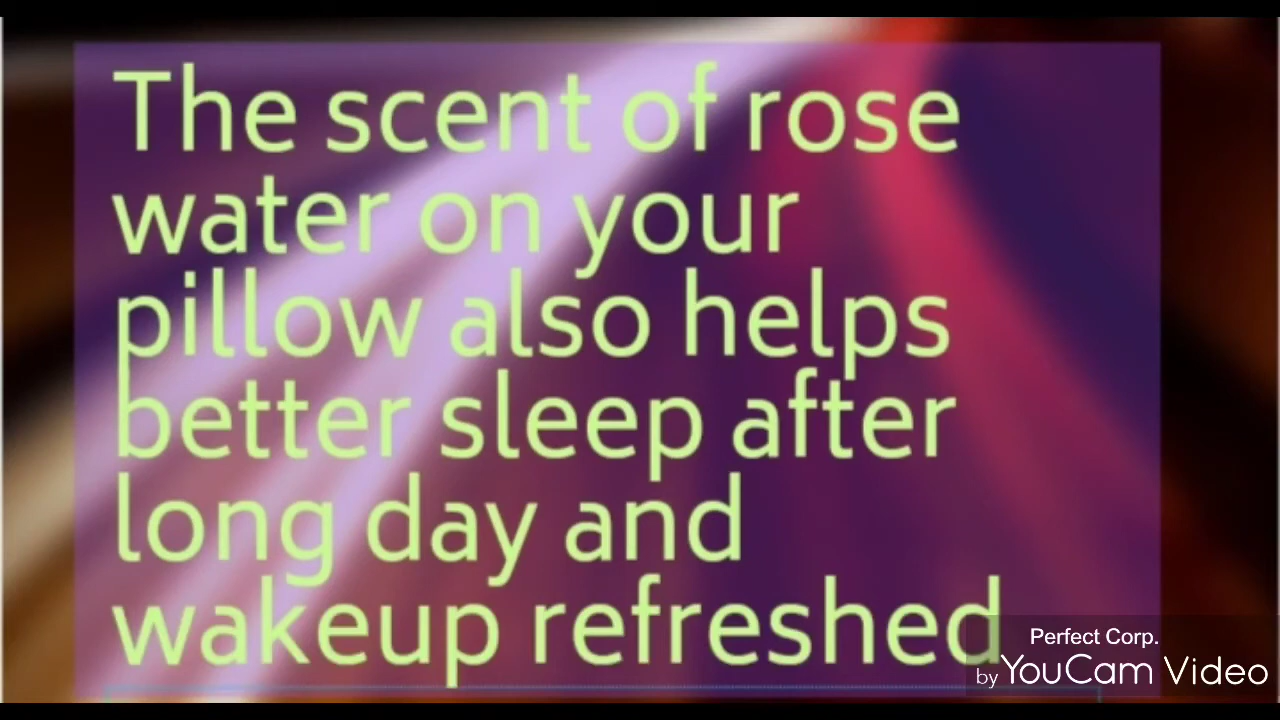 The scent of rose
water on your
pillow also helps
better sleep after
long day and
wakeup refreshed
Perfect Corp.
by YouCam Video